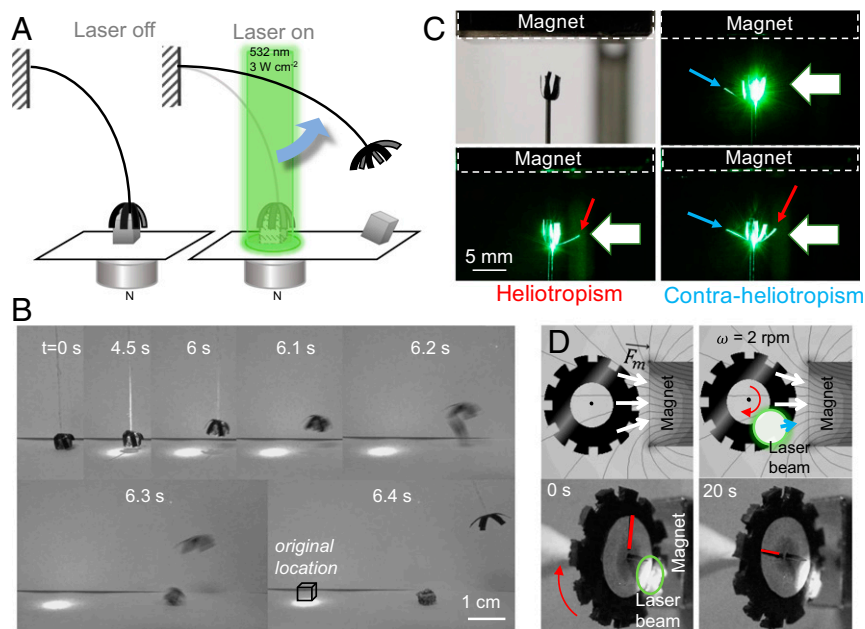 A
Laser off
Laser on
532 nm
3 W cm⁻²
N
N
B
t=0 s
4.5 s
6 s
6.1 s
6.2 s
6.3 s
6.4 s
original
location
1 cm
C
Magnet
Magnet
Magnet
Magnet
5 mm
Heliotropism
Contra-heliotropism
D
F_m
Magnet
ω = 2 rpm
Magnet
Laser
beam
0 s
Magnet
Laser
beam
20 s